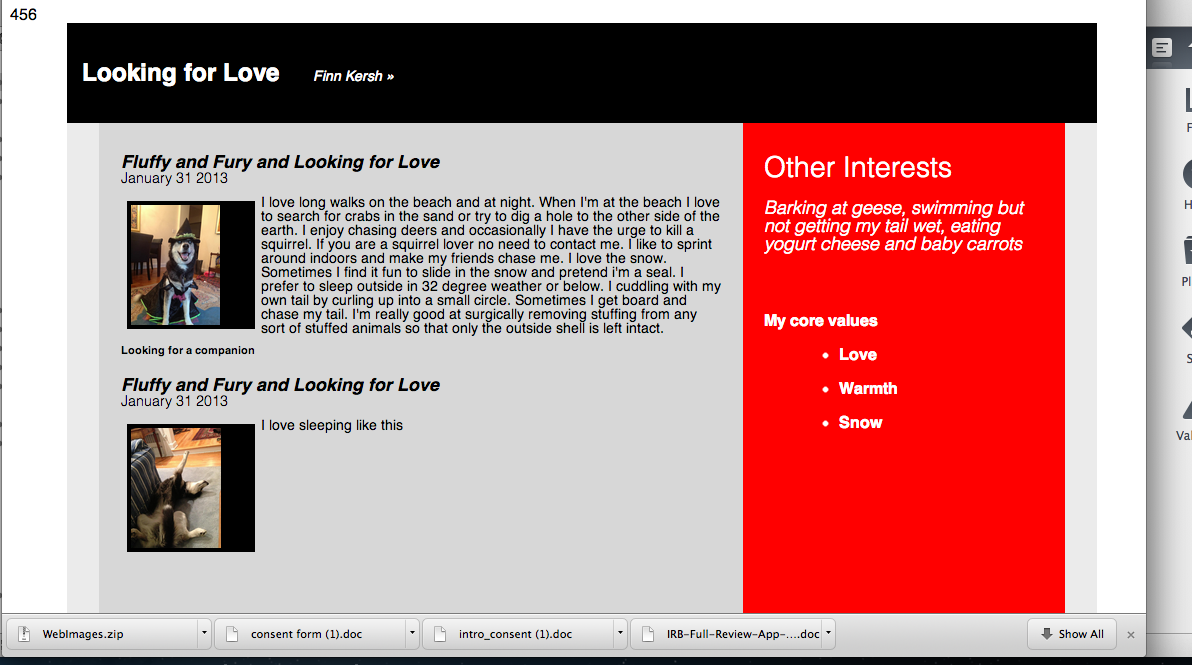 456
Looking for Love Finn Kersh »
Fluffy and Fury and Looking for Love
January 31 2013
I love long walks on the beach and at night. When I'm at the beach I love
to search for crabs in the sand or try to dig a hole to the other side of the
earth. I enjoy chasing deers and occasionally I have the urge to kill a
squirrel. If you are a squirrel lover no need to contact me. I like to sprint
around indoors and make my friends chase me. I love the snow.
Sometimes I find it fun to slide in the snow and pretend i'm a seal. I
prefer to sleep outside in 32 degree weather or below. I cuddling with my
own tail by curling up into a small circle. Sometimes I get board and
chase my tail. I'm really good at surgically removing stuffing from any
sort of stuffed animals so that only the outside shell is left intact.
Looking for a companion
Fluffy and Fury and Looking for Love
January 31 2013
I love sleeping like this
Other Interests
Barking at geese, swimming but
not getting my tail wet, eating
yogurt cheese and baby carrots
My core values
Love
Warmth
Snow
WebImages.zip
consent form (1).doc
intro_consent (1).doc
IRB-Full-Review-App-....doc
Show All